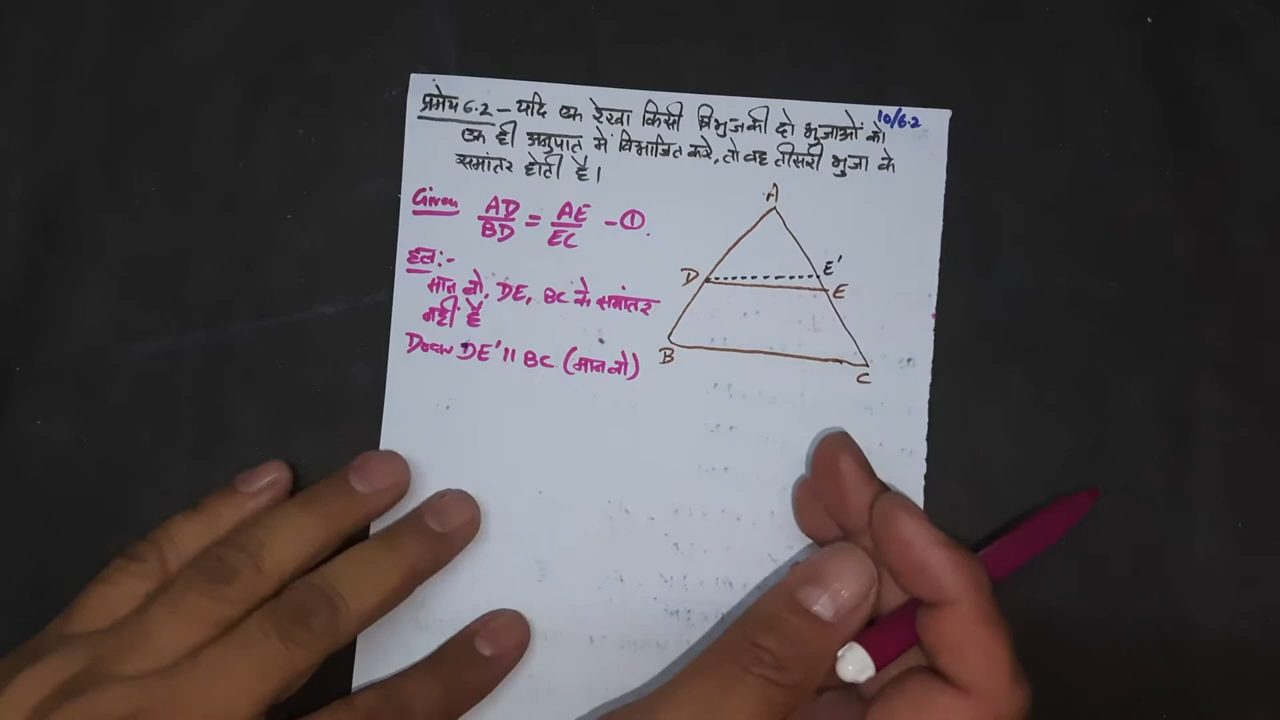 प्रमेय 6.2 - यदि एक रेखा किसी त्रिभुज की दो भुजाओं को
10/6.2
एक ही अनुपात में विभाजित करे, तो वह तीसरी भुजा के
समांतर होती है।
Given AD/BD = AE/EC - ①.
हल:-
मान लो, DE, BC के समांतर
नहीं है
Draw DE' || BC (मान लो)
A
D
E'
E
B
C